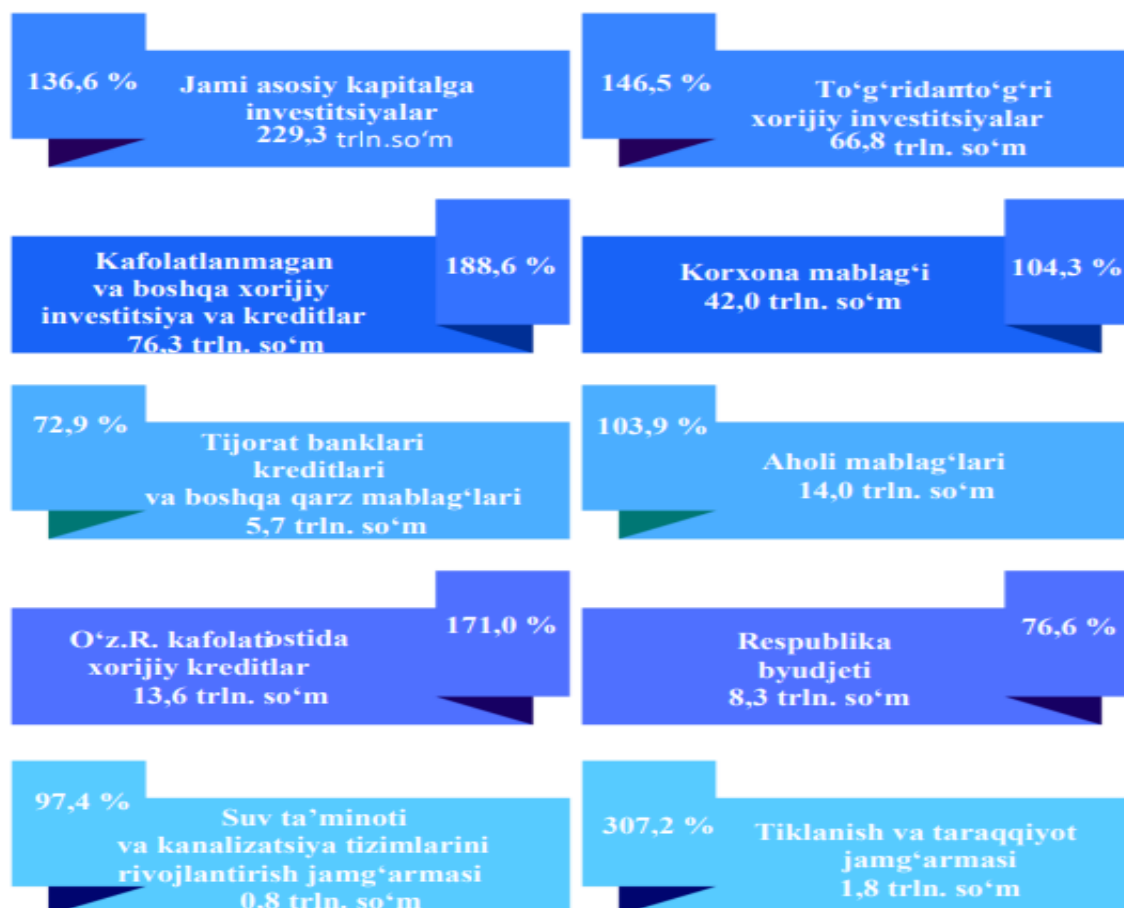 136,6 %
Jami asosiy kapitalga
investitsiyalar
229,3 trln.so‘m
146,5 %
To‘g‘ridanto‘g‘ri
xorijiy investitsiyalar
66,8 trln. so‘m
Kafolatlanmagan
va boshqa xorijiy
investitsiya va kreditlar
76,3 trln. so‘m
188,6 %
Korxona mablag‘i
42,0 trln. so‘m
104,3 %
72,9 %
Tijorat banklari
kreditlari
va boshqa qarz mablag‘lari
5,7 trln. so‘m
103,9 %
Aholi mablag‘lari
14,0 trln. so‘m
O‘z.R. kafolatiostida
xorijiy kreditlar
13,6 trln. so‘m
171,0 %
Respublika
byudjeti
8,3 trln. so‘m
76,6 %
97,4 %
Suv ta’minoti
va kanalizatsiya tizimlarini
rivojlantirish jamg‘armasi
0,8 trln. so‘m
307,2 %
Tiklanish va taraqqiyot
jamg‘armasi
1,8 trln. so‘m